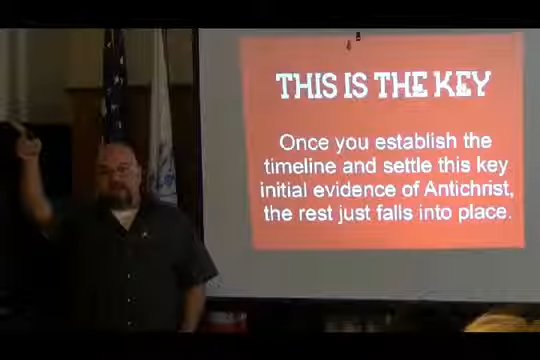 THIS IS THE KEY
Once you establish the
timeline and settle this key
initial evidence of Antichrist,
the rest just falls into place.